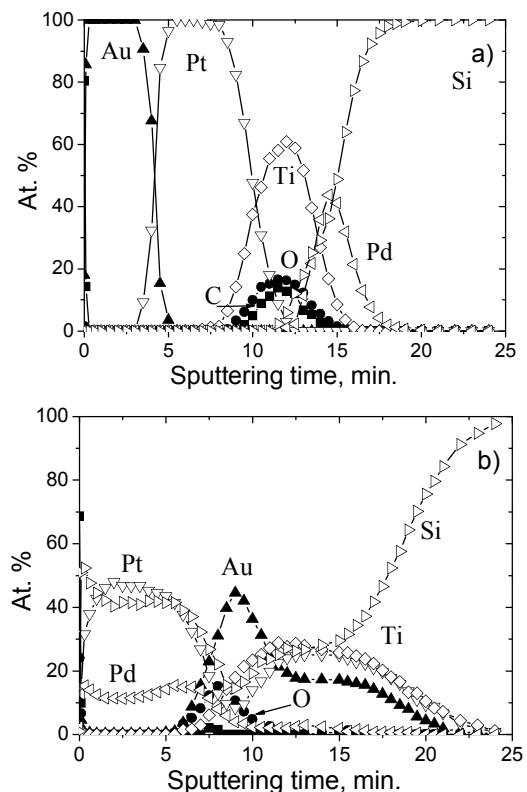 100
80
60
40
20
0
At. %
Au
Pt
a)
Si
Ti
O
C
Pd
0 5 10 15 20 25
Sputtering time, min.
100
80
60
40
20
0
At. %
b)
Si
Pt
Au
Ti
Pd
O
0 5 10 15 20 25
Sputtering time, min.